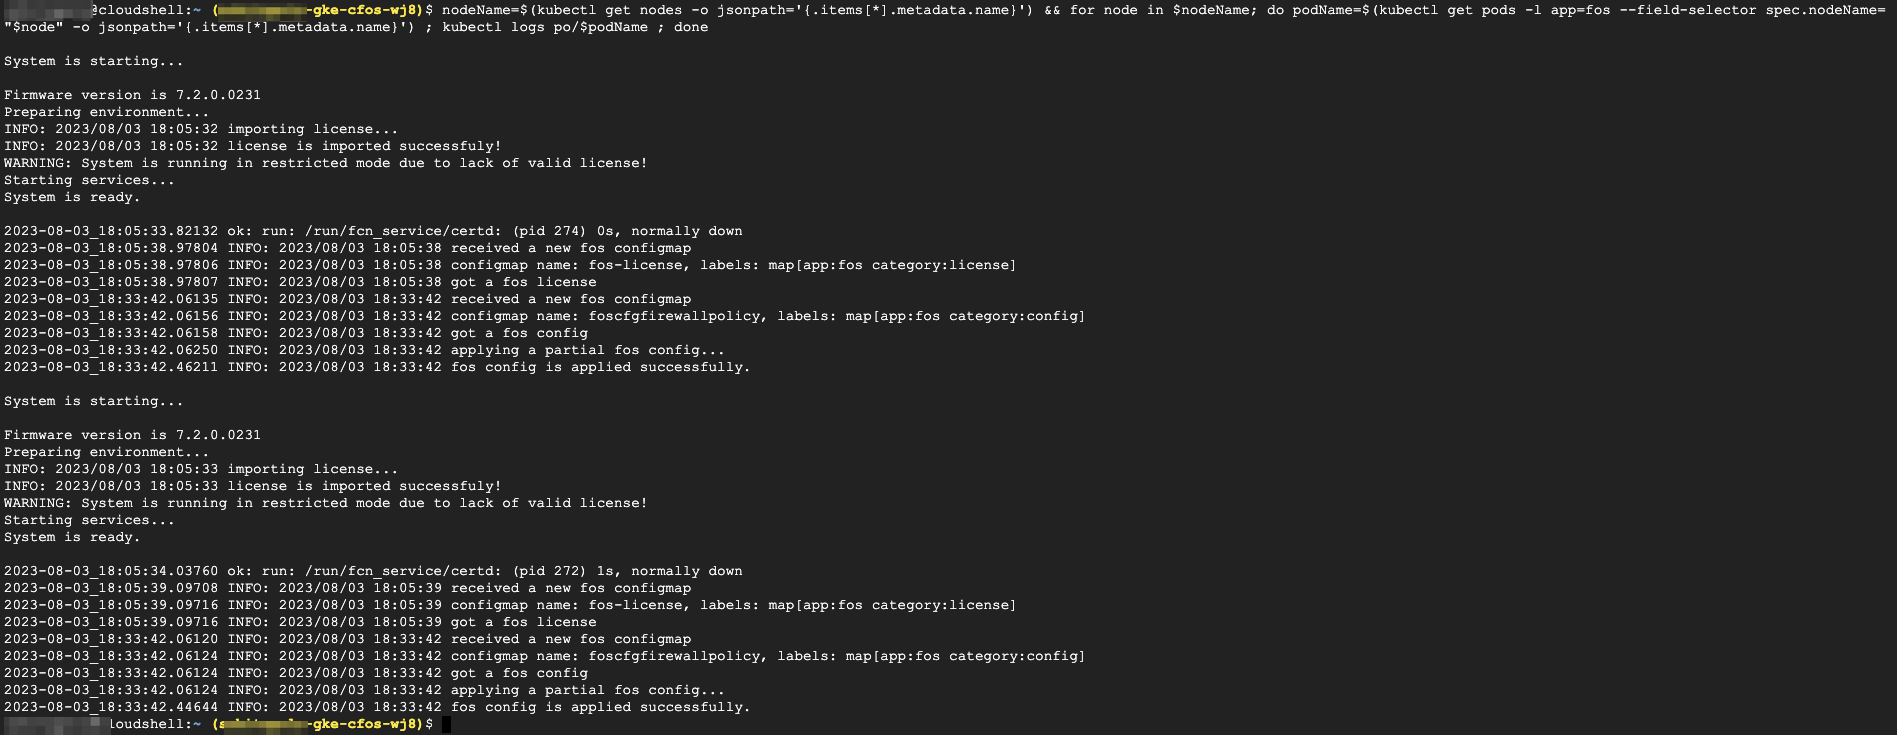 @cloudshell:~ (-gke-cfos-wj8)$ nodeName=$(kubectl get nodes -o jsonpath='{.items[*].metadata.name}') && for node in $nodeName; do podName=$(kubectl get pods -l app=fos --field-selector spec.nodeName=
"$node" -o jsonpath='{.items[*].metadata.name}') ; kubectl logs po/$podName ; done
System is starting...
Firmware version is 7.2.0.0231
Preparing environment...
INFO: 2023/08/03 18:05:32 importing license...
INFO: 2023/08/03 18:05:32 license is imported successfuly!
WARNING: System is running in restricted mode due to lack of valid license!
Starting services...
System is ready.
2023-08-03_18:05:33.82132 ok: run: /run/fcn_service/certd: (pid 274) 0s, normally down
2023-08-03_18:05:38.97804 INFO: 2023/08/03 18:05:38 received a new fos configmap
2023-08-03_18:05:38.97806 INFO: 2023/08/03 18:05:38 configmap name: fos-license, labels: map[app:fos category:license]
2023-08-03_18:05:38.97807 INFO: 2023/08/03 18:05:38 got a fos license
2023-08-03_18:33:42.06135 INFO: 2023/08/03 18:33:42 received a new fos configmap
2023-08-03_18:33:42.06156 INFO: 2023/08/03 18:33:42 configmap name: foscfgfirewallpolicy, labels: map[app:fos category:config]
2023-08-03_18:33:42.06158 INFO: 2023/08/03 18:33:42 got a fos config
2023-08-03_18:33:42.06250 INFO: 2023/08/03 18:33:42 applying a partial fos config...
2023-08-03_18:33:42.46211 INFO: 2023/08/03 18:33:42 fos config is applied successfully.
System is starting...
Firmware version is 7.2.0.0231
Preparing environment...
INFO: 2023/08/03 18:05:33 importing license...
INFO: 2023/08/03 18:05:33 license is imported successfuly!
WARNING: System is running in restricted mode due to lack of valid license!
Starting services...
System is ready.
2023-08-03_18:05:34.03760 ok: run: /run/fcn_service/certd: (pid 272) 1s, normally down
2023-08-03_18:05:39.09708 INFO: 2023/08/03 18:05:39 received a new fos configmap
2023-08-03_18:05:39.09716 INFO: 2023/08/03 18:05:39 configmap name: fos-license, labels: map[app:fos category:license]
2023-08-03_18:05:39.09716 INFO: 2023/08/03 18:05:39 got a fos license
2023-08-03_18:33:42.06120 INFO: 2023/08/03 18:33:42 received a new fos configmap
2023-08-03_18:33:42.06124 INFO: 2023/08/03 18:33:42 configmap name: foscfgfirewallpolicy, labels: map[app:fos category:config]
2023-08-03_18:33:42.06124 INFO: 2023/08/03 18:33:42 got a fos config
2023-08-03_18:33:42.06124 INFO: 2023/08/03 18:33:42 applying a partial fos config...
2023-08-03_18:33:42.44644 INFO: 2023/08/03 18:33:42 fos config is applied successfully.
loudshell:~ (-gke-cfos-wj8)$